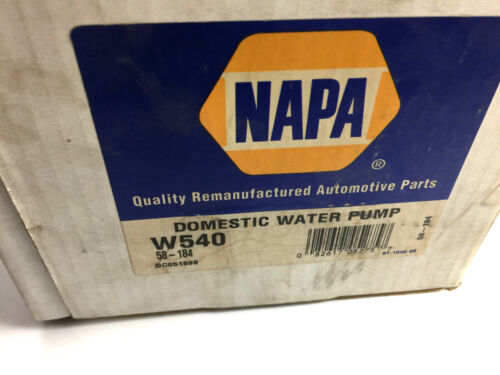 NAPA
®
Quality Remanufactured Automotive Parts
DOMESTIC WATER PUMP
W540
58-184
58-184